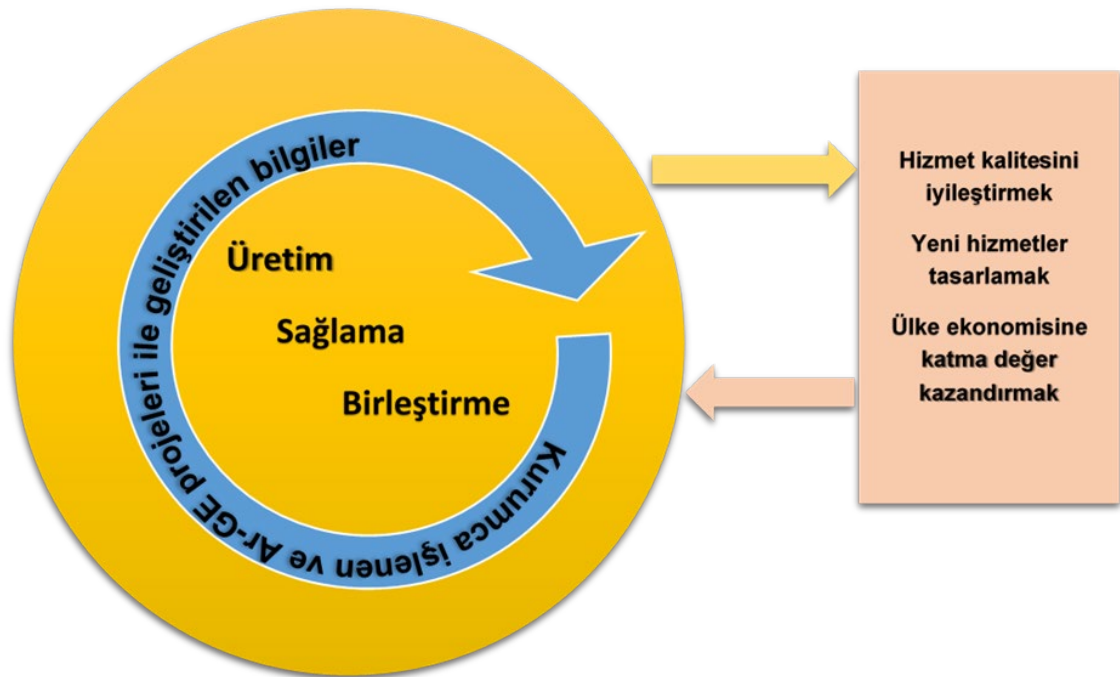 Kurumca işlenen ve Ar-GE projeleri ile geliştirilen bilgiler
Üretim
Sağlama
Birleştirme
Hizmet kalitesini
iyileştirmek
Yeni hizmetler
tasarlamak
Ülke ekonomisine
katma değer
kazandırmak